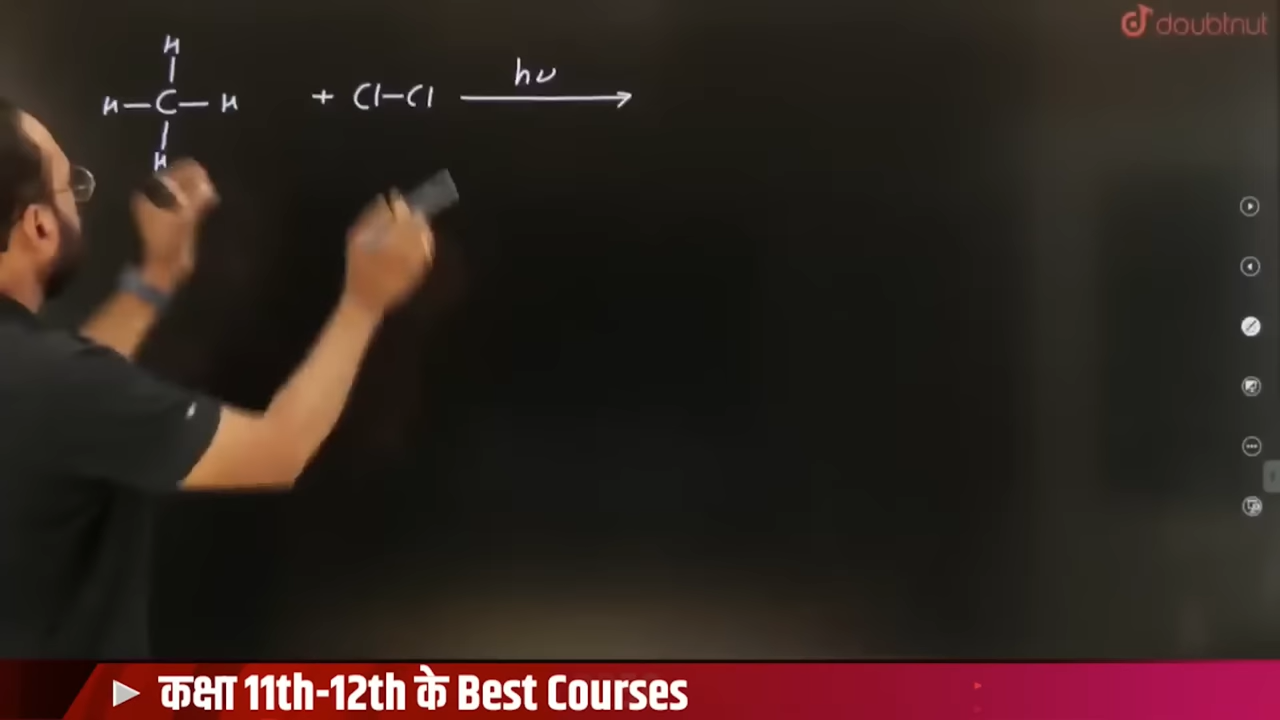 doubtnut
H
H—C—H + Cl—Cl hν
H
कक्षा 11th-12th के Best Courses